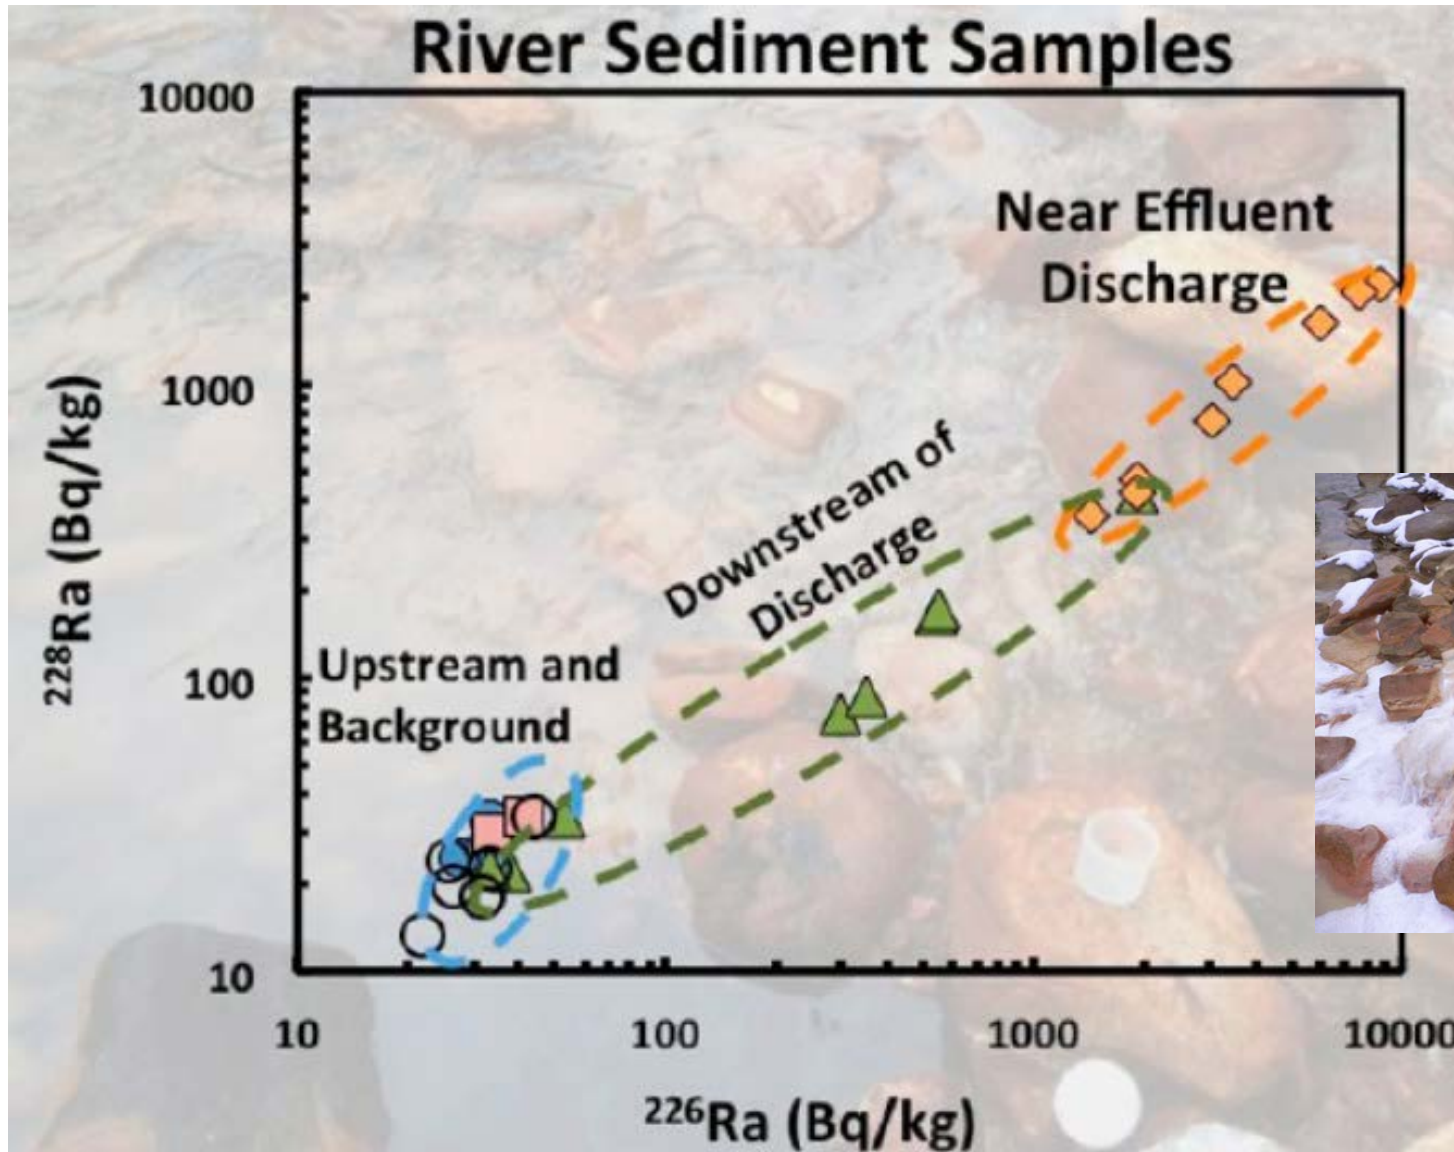 River Sediment Samples
10000
Near Effluent
Discharge
1000
Downstream of
Discharge
100
Upstream and
Background
10
10
100
1000
10000
²²⁸Ra (Bq/kg)
²²⁶Ra (Bq/kg)